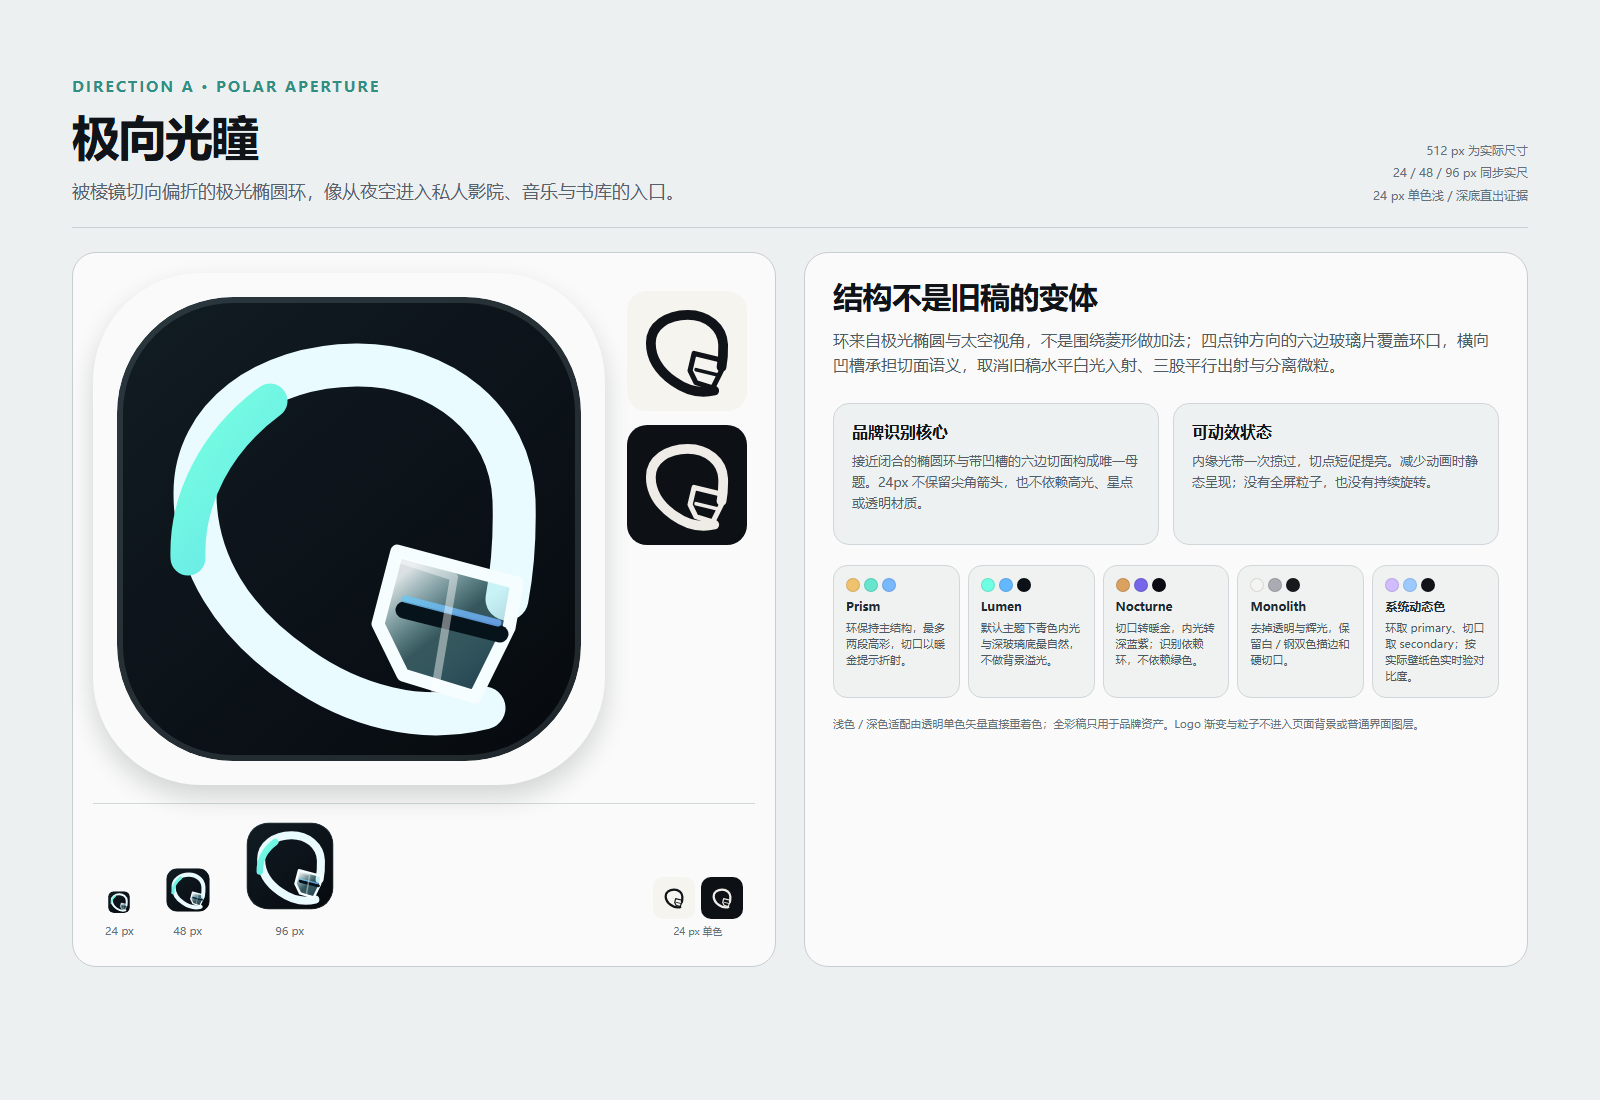 DIRECTION A • POLAR APERTURE
极向光瞳
被棱镜切向偏折的极光椭圆环，像从夜空进入私人影院、音乐与书库的入口。
512 px 为实际尺寸
24 / 48 / 96 px 同步实尺
24 px 单色浅 / 深底直出证据
24 px
48 px
96 px
24 px 单色
结构不是旧稿的变体
环来自极光椭圆与太空视角，不是围绕菱形做加法；四点钟方向的六边玻璃片覆盖环口，横向
凹槽承担切面语义，取消旧稿水平白光入射、三股平行出射与分离微粒。
品牌识别核心
接近闭合的椭圆环与带凹槽的六边切面构成唯一母
题。24px 不保留尖角箭头，也不依赖高光、星点
或透明材质。
可动效状态
内缘光带一次掠过，切点短促提亮。减少动画时静
态呈现；没有全屏粒子，也没有持续旋转。
Prism
环保持主结构，最多
两段高彩，切口以暖
金提示折射。
Lumen
默认主题下青色内光
与深玻璃底最自然，
不做背景溢光。
Nocturne
切口转暖金，内光转
深蓝紫；识别依赖
环，不依赖绿色。
Monolith
去掉透明与辉光，保
留白 / 钢双色描边和
硬切口。
系统动态色
环取 primary、切口
取 secondary；按
实际壁纸色实时验对
比度。
浅色 / 深色适配由透明单色矢量直接重着色；全彩稿只用于品牌资产。Logo 渐变与粒子不进入页面背景或普通界面图层。